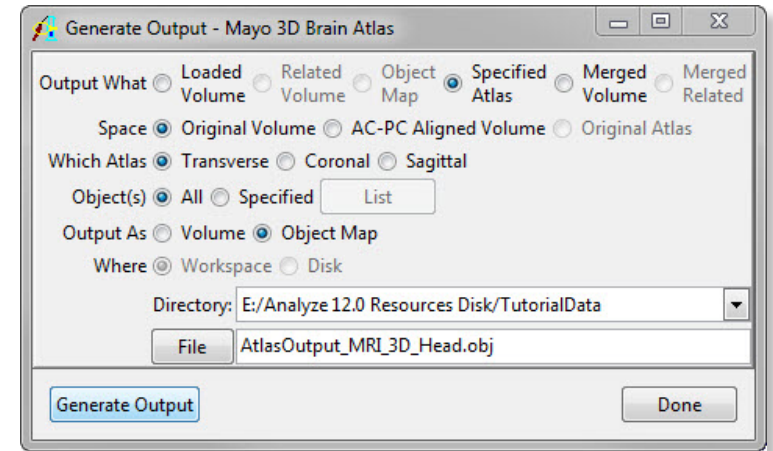 Generate Output - Mayo 3D Brain Atlas
Output What Loaded Volume Related Volume Object Map Specified Atlas Merged Volume Merged Related
Space Original Volume AC-PC Aligned Volume Original Atlas
Which Atlas Transverse Coronal Sagittal
Object(s) All Specified List
Output As Volume Object Map
Where Workspace Disk
Directory: E:/Analyze 12.0 Resources Disk/TutorialData
File AtlasOutput_MRI_3D_Head.obj
Generate Output Done